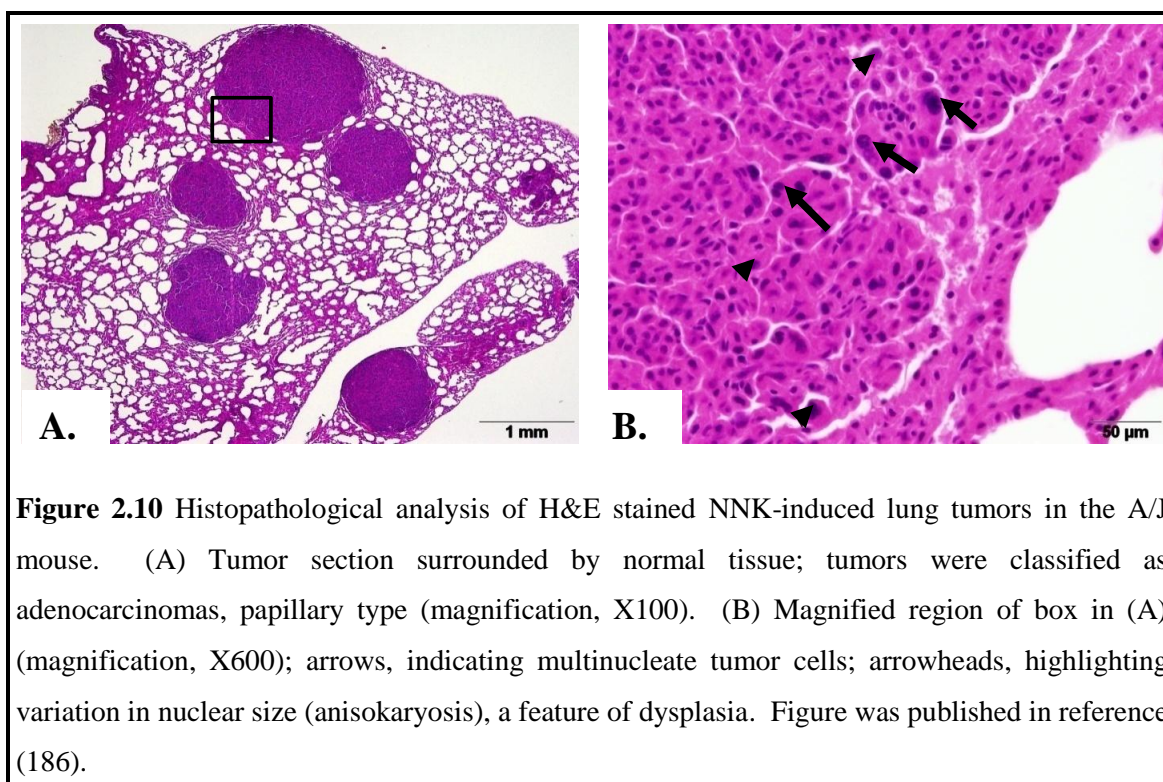 A.
1 mm
B.
50 µm
Figure 2.10 Histopathological analysis of H&E stained NNK-induced lung tumors in the A/J
mouse. (A) Tumor section surrounded by normal tissue; tumors were classified as
adenocarcinomas, papillary type (magnification, X100). (B) Magnified region of box in (A)
(magnification, X600); arrows, indicating multinucleate tumor cells; arrowheads, highlighting
variation in nuclear size (anisokaryosis), a feature of dysplasia. Figure was published in reference
(186).